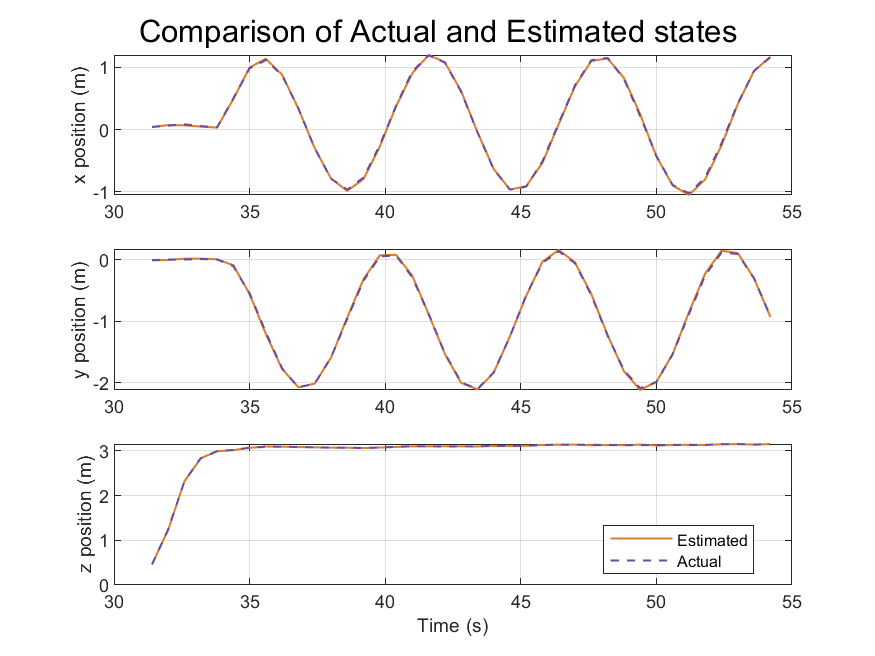 Comparison of Actual and Estimated states
x position (m)
1
0
-1
30 35 40 45 50 55
y position (m)
0
-1
-2
30 35 40 45 50 55
z position (m)
3
2
1
0
Estimated
Actual
30 35 40 45 50 55
Time (s)